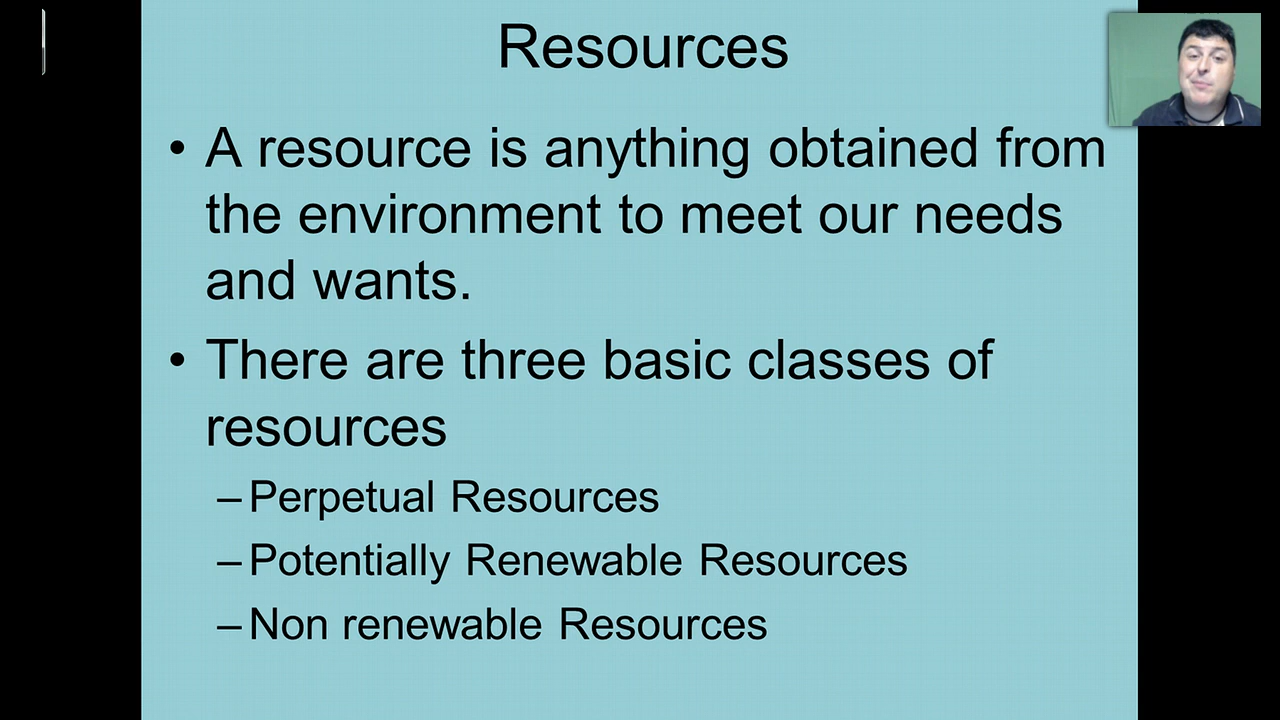 Resources
• A resource is anything obtained from
the environment to meet our needs
and wants.
• There are three basic classes of
resources
– Perpetual Resources
– Potentially Renewable Resources
– Non renewable Resources